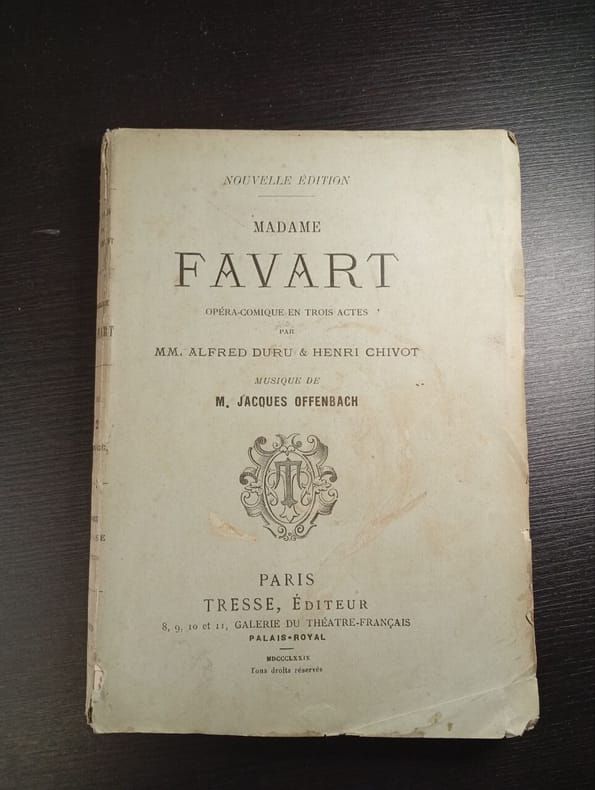 NOUVELLE ÉDITION
MADAME
FAVART
OPÉRA-COMIQUE EN TROIS ACTES
PAR
MM. ALFRED DURU & HENRI CHIVOT
MUSIQUE DE
M. JACQUES OFFENBACH
T
PARIS
TRESSE, ÉDITEUR
8, 9, 10 et 11, GALERIE DU THÉATRE-FRANÇAIS
PALAIS-ROYAL
MDCCCLXXIX
Tous droits réservés